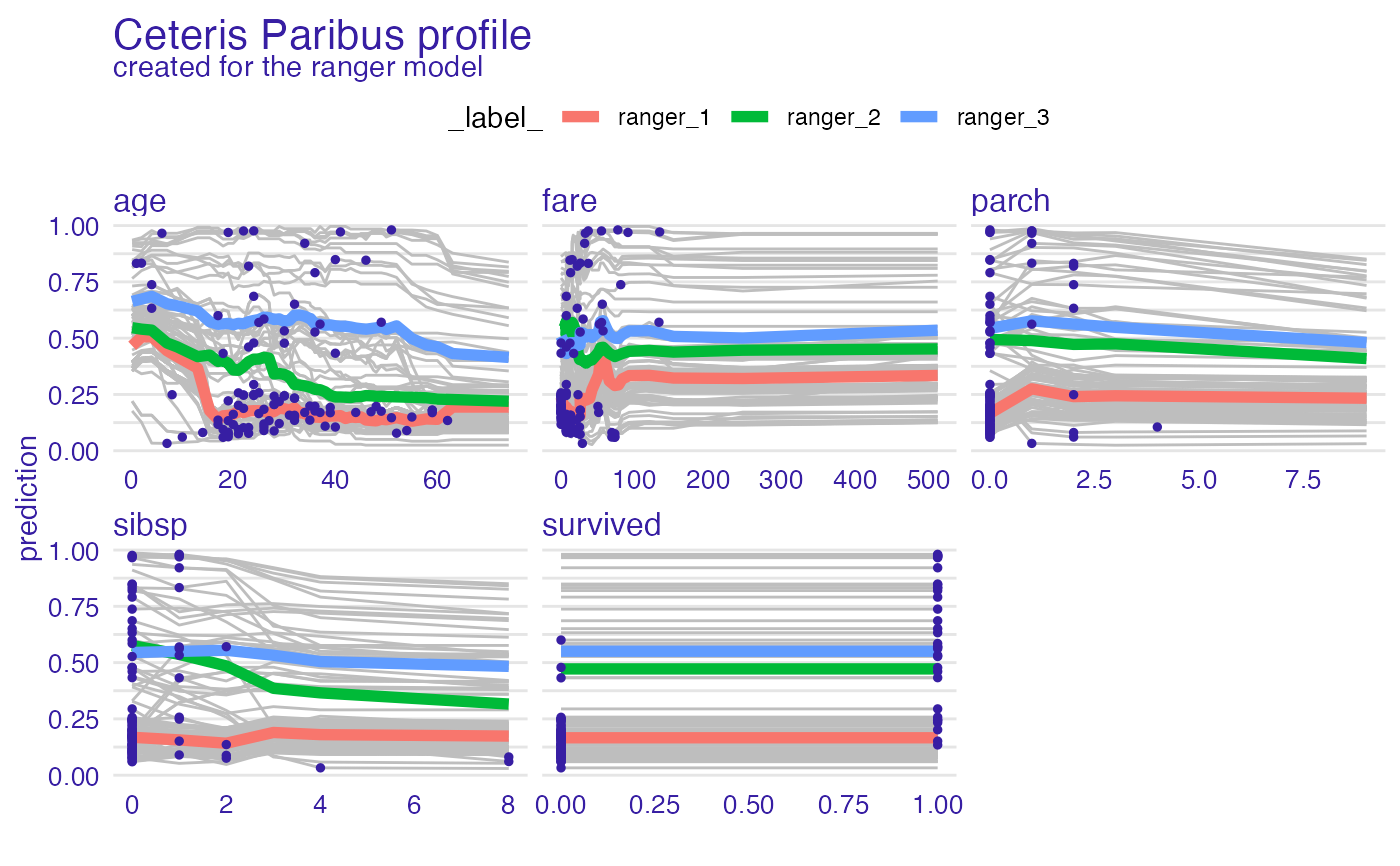 Ceteris Paribus profile
created for the ranger model
_label_ ranger_1 ranger_2 ranger_3
age fare parch
1.00
0.75
0.50
0.25
0.00
0 20 40 60 0 100 200 300 400 500 0.0 2.5 5.0 7.5
prediction
sibsp survived
1.00
0.75
0.50
0.25
0.00
0 2 4 6 8 0.00 0.25 0.50 0.75 1.00